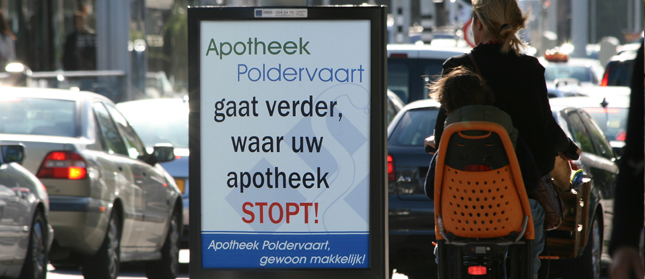 Apotheek
Poldervaart
gaat verder,
waar uw
apotheek
STOPT!
Apotheek Poldervaart,
gewoon makkelijk!